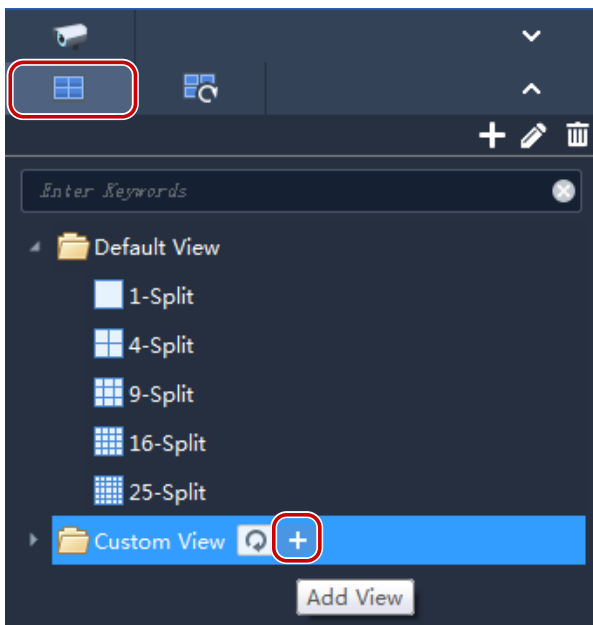 Enter Keywords
Default View
1-Split
4-Split
9-Split
16-Split
25-Split
Custom View
Add View